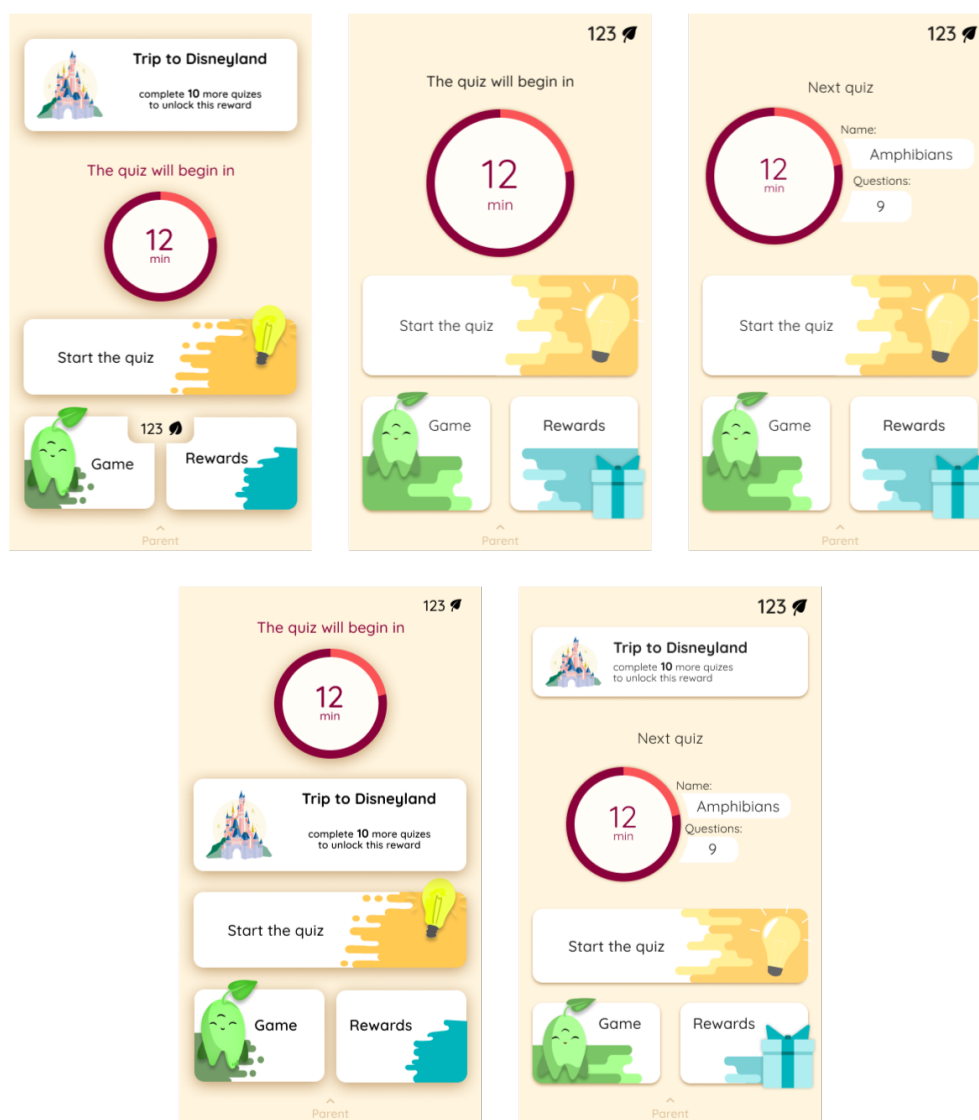 Trip to Disneyland
complete 10 more quizes
to unlock this reward
The quiz will begin in
12
min
Start the quiz
123
Game
Rewards
Parent
123
The quiz will begin in
12
min
Start the quiz
Game
Rewards
Parent
123
Next quiz
12
min
Name:
Amphibians
Questions:
9
Start the quiz
Game
Rewards
Parent
123
The quiz will begin in
12
min
Trip to Disneyland
complete 10 more quizes
to unlock this reward
Start the quiz
Game
Rewards
Parent
123
Trip to Disneyland
complete 10 more quizes
to unlock this reward
Next quiz
12
min
Name:
Amphibians
Questions:
9
Start the quiz
Game
Rewards
Parent